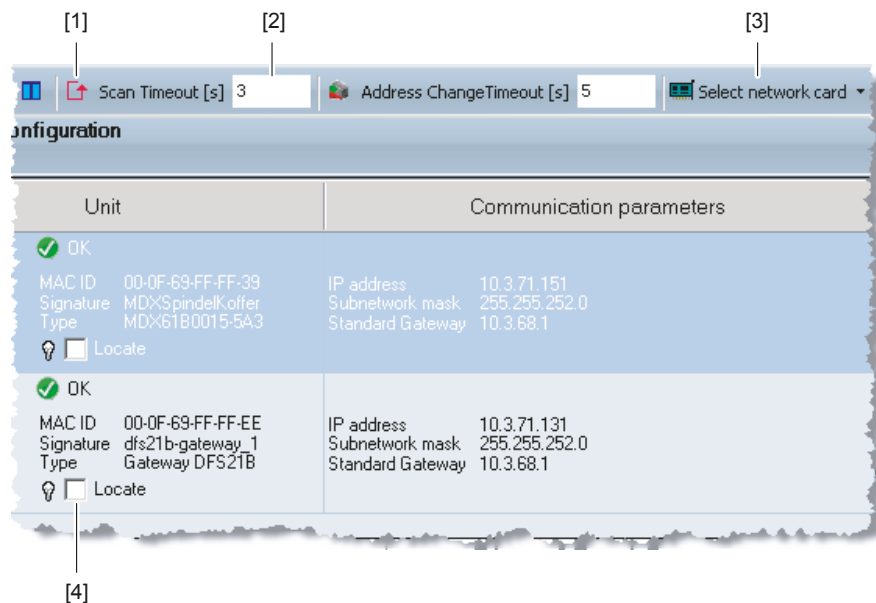 [1] [2] [3]
Scan Timeout [s] 3 Address ChangeTimeout [s] 5 Select network card
onfiguration
Unit Communication parameters
OK
MAC ID 00-0F-69-FF-FF-39 IP address 10.3.71.151
Signature MDXSpindelKoffer Subnetwork mask 255.255.252.0
Type MDX61B0015-5A3 Standard Gateway 10.3.68.1
Locate
OK
MAC ID 00-0F-69-FF-FF-EE IP address 10.3.71.131
Signature dfs21b-gateway_1 Subnetwork mask 255.255.252.0
Type Gateway DFS21B Standard Gateway 10.3.68.1
Locate
[4]